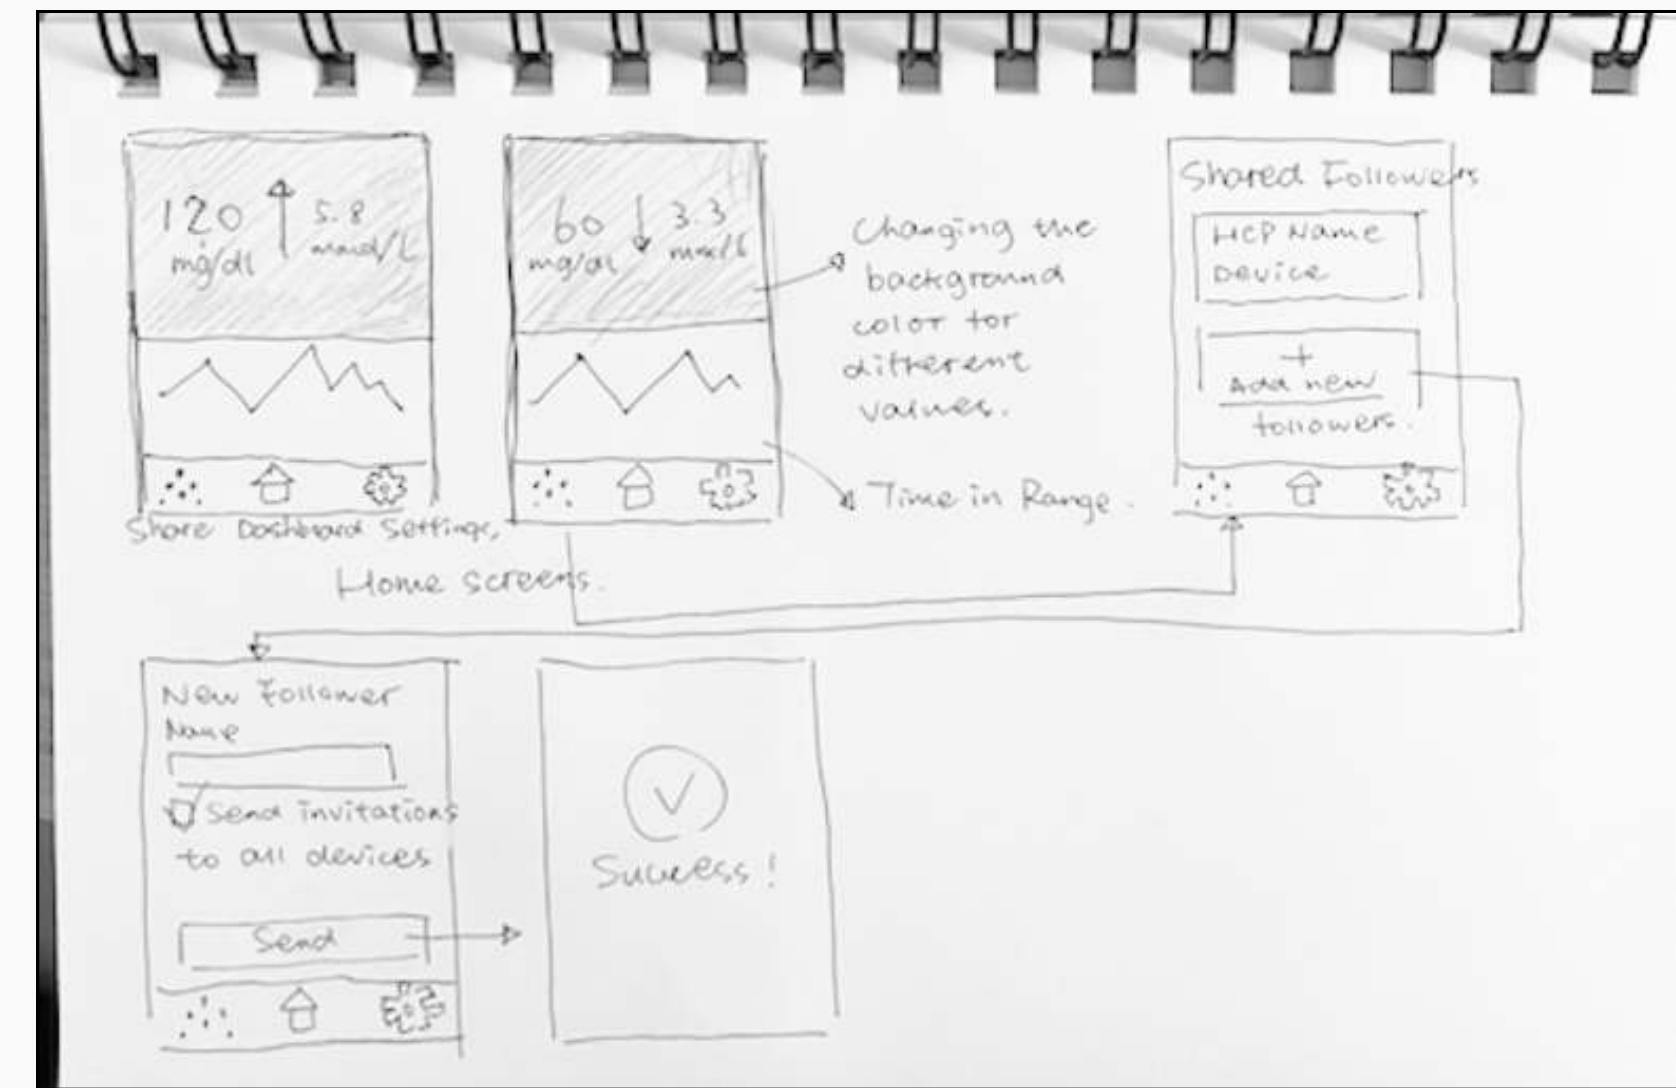 120
mg/dl
5.8
mmol/L
60
mg/dl
3.3
mmol/L
Changing the
background
color for
different
values.
Time in Range.
Share Dashboard Settings,
Home screens.
Shared Followers
HCP Name
Device
+
Add new
followers.
New Follower
Name
Send invitations
to all devices
Send
Success!